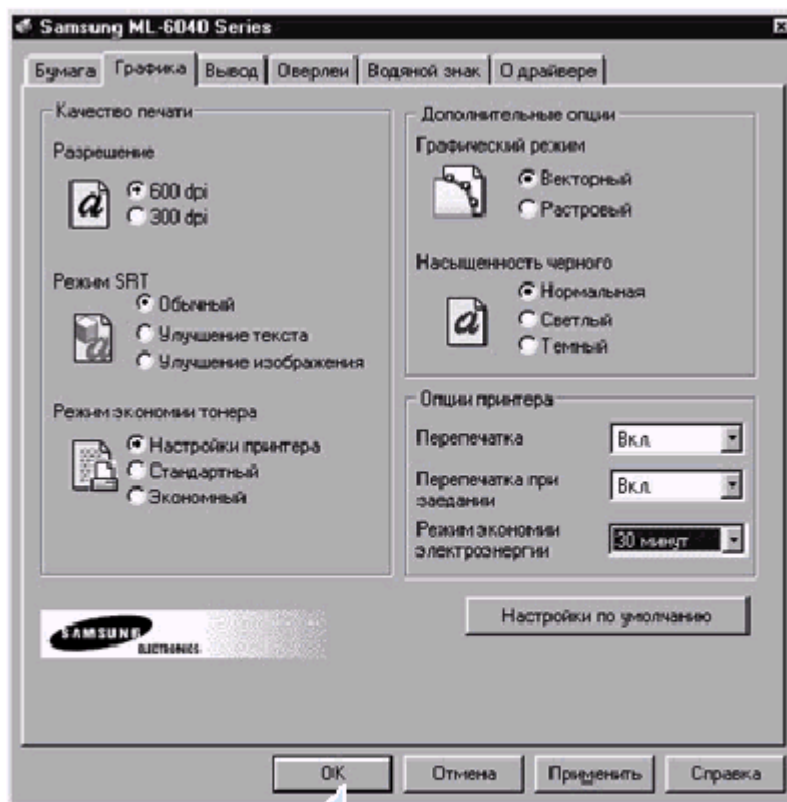 Samsung ML-6040 Series
Бумага Графика Вывод Оверлеи Водяной знак О драйвере
Качество печати
Разрешение
600 dpi
300 dpi
Режим SRT
Обычный
Улучшение текста
Улучшение изображения
Режим экономии тонера
Настройки принтера
Стандартный
Экономный
Дополнительные опции
Графический режим
Векторный
Растровый
Насыщенность черного
Нормальная
Светлый
Темный
Опции принтера
Перепечатка Вкл.
Перепечатка при Вкл.
заедании
Режим экономии 30 минут
электроэнергии
SAMSUNG
ELECTRONICS
Настройки по умолчанию
OK Отмена Применить Справка